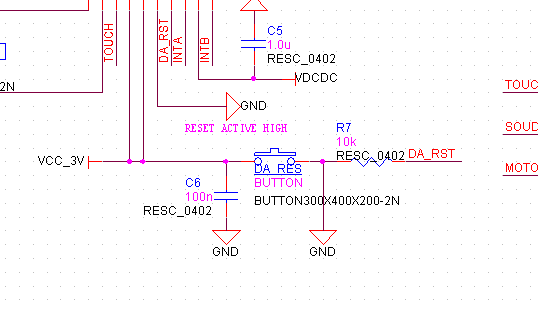 TOUCH
DA_RST
INTA
INTB
C5
1.0u
RESC_0402
VDCDC
2N
GND
TOUC
RESET ACTIVE HIGH
SOUD
R7
10k
VCC_3V
RESC_0402
DA_RST
DA_RES
MOTO
C6
BUTTON
100n
BUTTON300X400X200-2N
RESC_0402
GND
GND